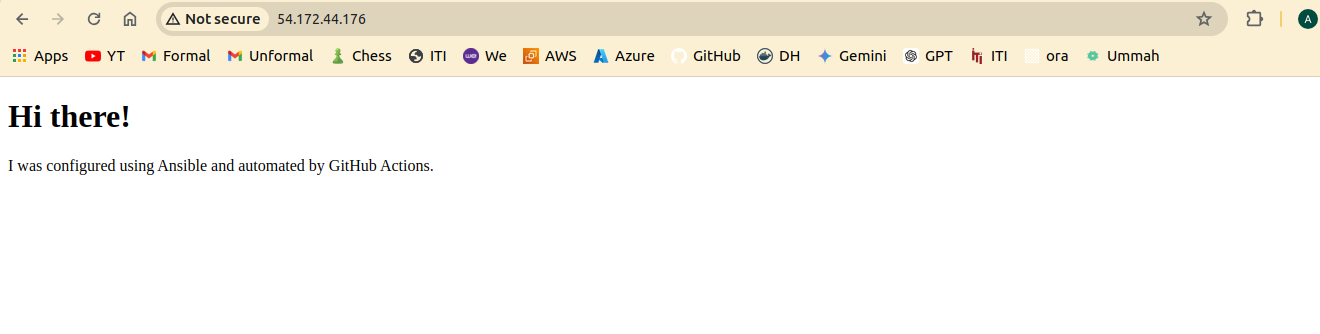 Not secure 54.172.44.176 A
Apps YT Formal Unformal Chess ITI We AWS Azure GitHub DH Gemini GPT ITI ora Ummah
Hi there!
I was configured using Ansible and automated by GitHub Actions.